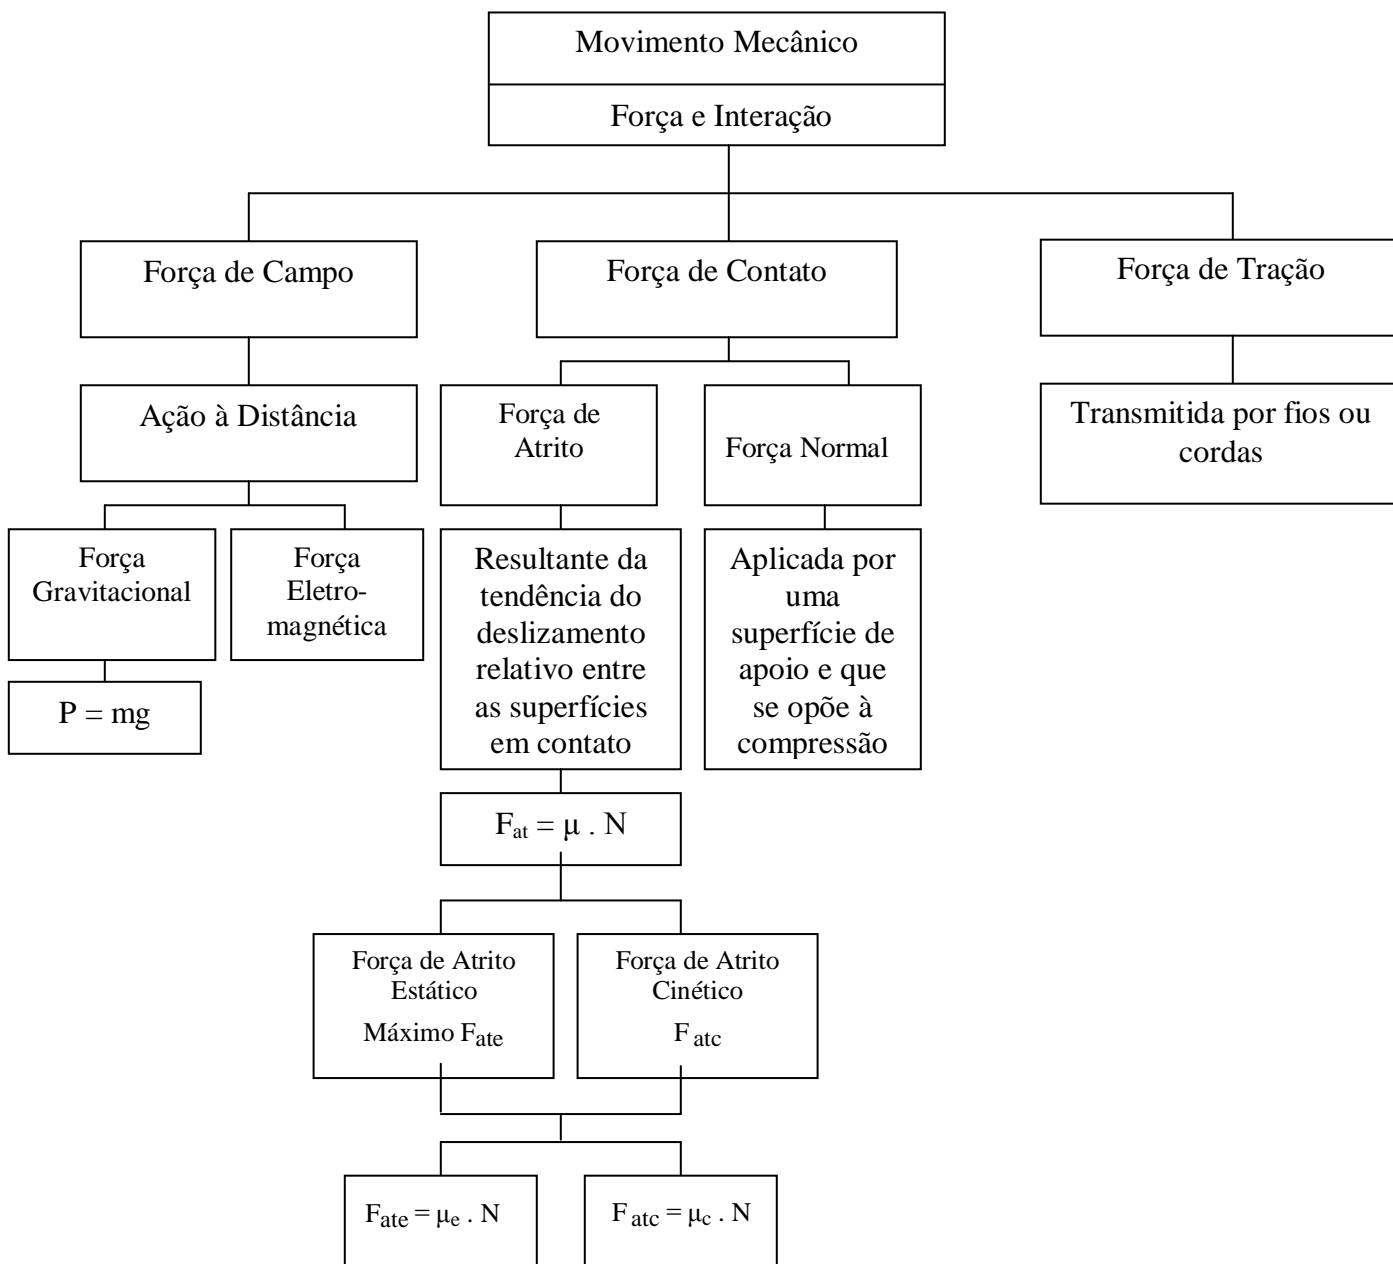 Movimento Mecânico
Força e Interação
Força de Campo
Força de Contato
Força de Tração
Ação à Distância
Força de
Atrito
Força Normal
Transmitida por fios ou
cordas
Força
Gravitacional
Força
Eletro-
magnética
Resultante da
tendência do
deslizamento
relativo entre
as superfícies
em contato
Aplicada por
uma
superfície de
apoio e que
se opõe à
compressão
P = mg
Fat = μ . N
Força de Atrito
Estático
Máximo Fate
Força de Atrito
Cinético
F atc
Fate = μe . N
F atc = μc . N